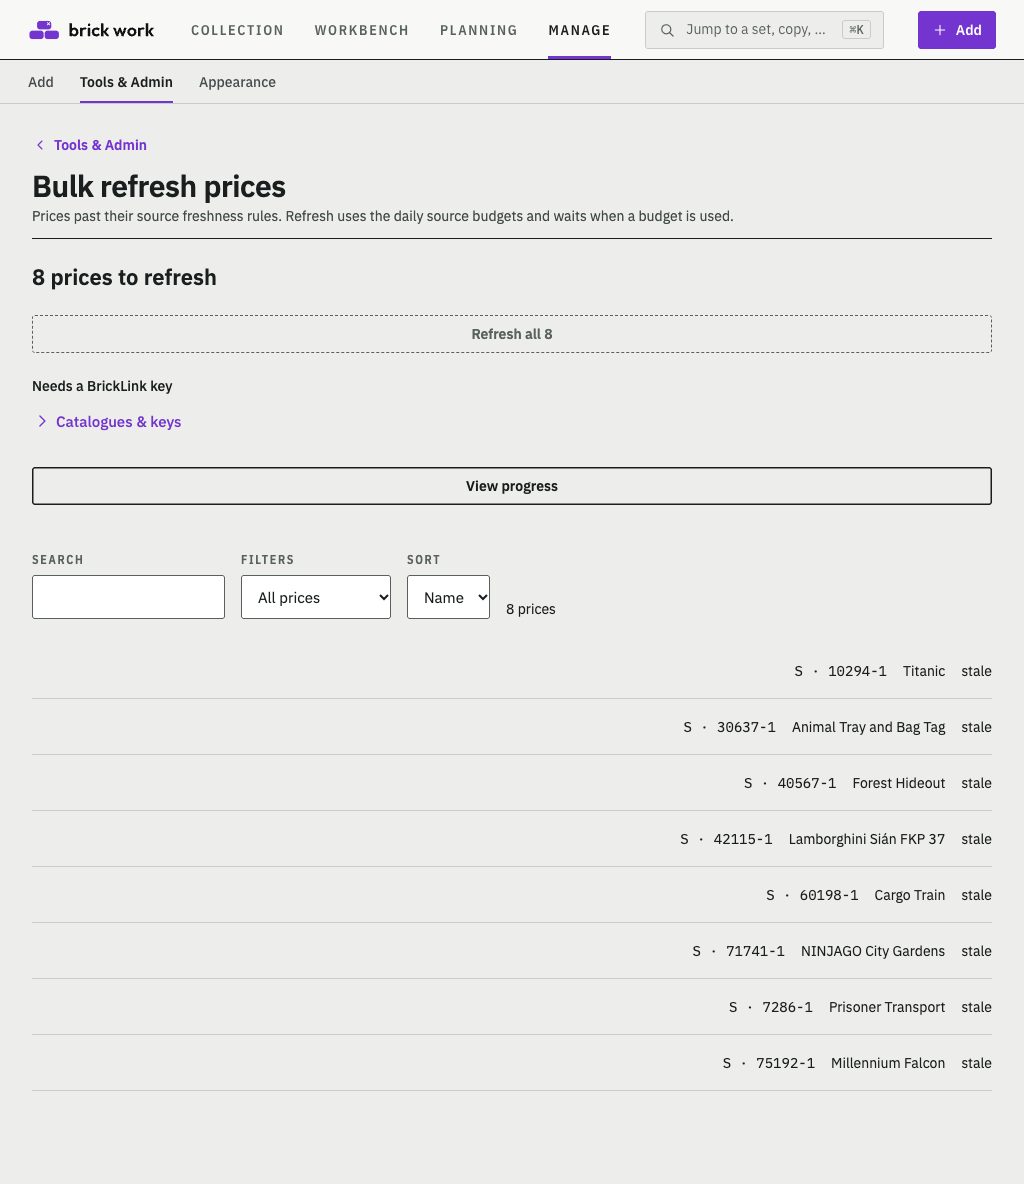 brick work COLLECTION WORKBENCH PLANNING MANAGE Jump to a set, copy, ... ⌘K + Add
Add Tools & Admin Appearance
Tools & Admin
Bulk refresh prices
Prices past their source freshness rules. Refresh uses the daily source budgets and waits when a budget is used.
8 prices to refresh
Refresh all 8
Needs a BrickLink key
Catalogues & keys
View progress
SEARCH FILTERS SORT
All prices Name 8 prices
S · 10294-1 Titanic stale
S · 30637-1 Animal Tray and Bag Tag stale
S · 40567-1 Forest Hideout stale
S · 42115-1 Lamborghini Sián FKP 37 stale
S · 60198-1 Cargo Train stale
S · 71741-1 NINJAGO City Gardens stale
S · 7286-1 Prisoner Transport stale
S · 75192-1 Millennium Falcon stale